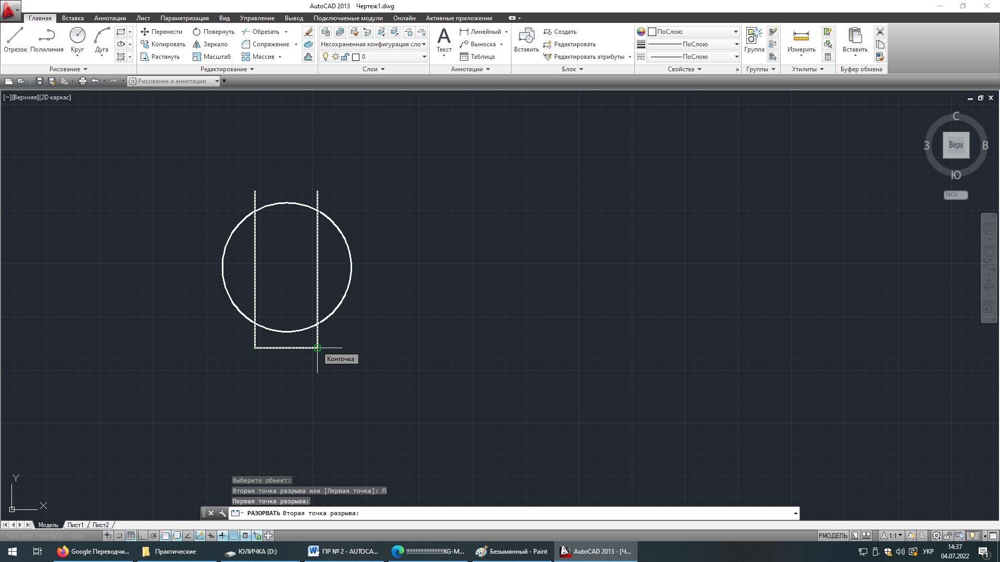 AutoCAD 2013 Чертеж1.dwg
Главная Вставка Аннотации Лист Параметризация Вид Управление Вывод Подключаемые модули Онлайн Активные приложения
Перенести Повернуть Обрезать Линейный Создать ПоСлою
Копировать Зеркало Сопряжение Несохраненная конфигурация сло Выноска Редактировать ПоСлою
Отрезок Полилиния Круг Дуга Текст Вставить Группа Измерить Вставить
Растянуть Масштаб Массив 0 Таблица Редактировать атрибуты ПоСлою
Рисование Редактирование Слои Аннотации Блок Свойства Группы Утилиты Буфер обмена
Рисование и аннотации
[−][Верхняя][2D каркас]
С
З Верх В
Ю
МСК
Конточка
Y
X
Выберите объект:
Вторая точка разрыва или [Первая точка]: П
Первая точка разрыва:
РАЗОРВАТЬ Вторая точка разрыва:
Модель Лист1 Лист2
1479.3063, 1104.6612, 0.0000 РМОДЕЛЬ 1:1
Google Переводчи... Практические ЮЛИЧКА (D:) ПР № 2 - AUTOCA... !!!!!!!!!!!!!!!!!!!!!!!!!KG-M... Безымянный - Paint AutoCAD 2013 - [Ч... УКР 14:37
04.07.2022 1